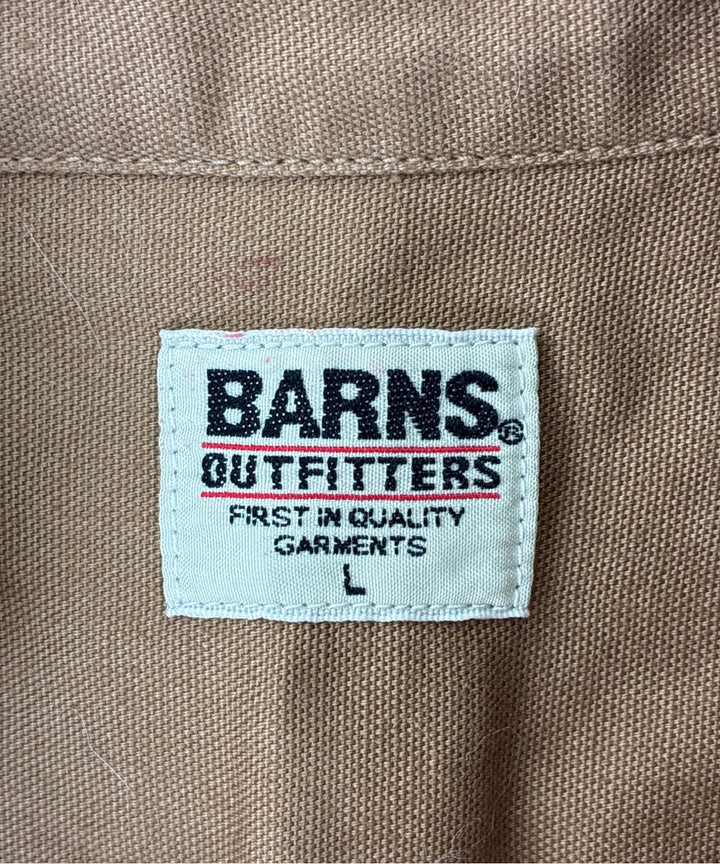 BARNS®
OUTFITTERS
FIRST IN QUALITY
GARMENTS
L